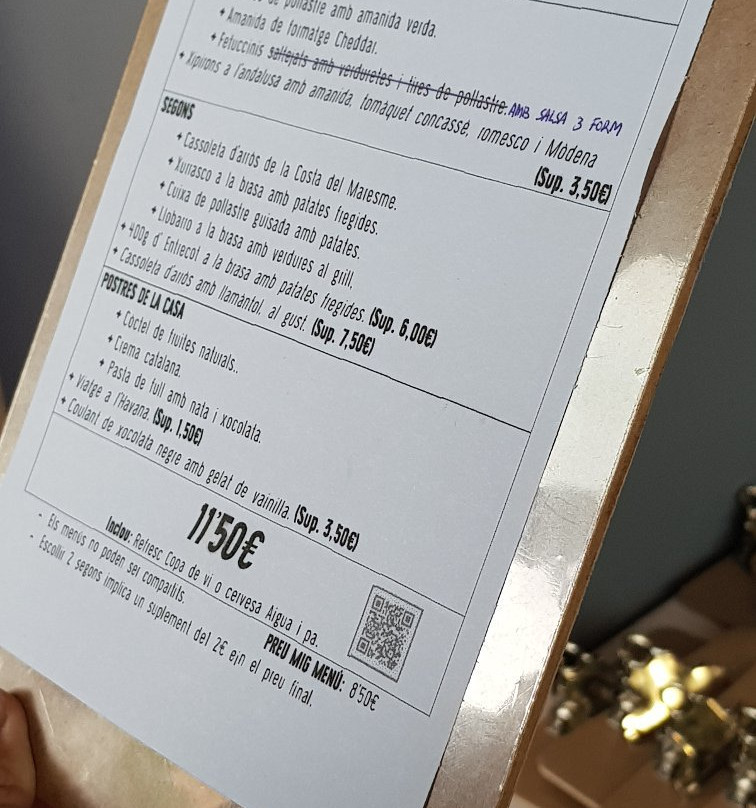 de pollastre amb amanida verda.
+ Amanida de formatge Cheddar.
+ Fetuccinis saltejats amb verduretes i tires de pollastre. AMB SALSA 3 FORM
+ Xipirons a l'andalusa amb amanida, tomàquet concassé, romesco i Mòdena
(Sup. 3,50€)
SEGONS
+ Cassoleta d'arròs de la Costa del Maresme.
+ Xurrasco a la brasa amb patates fregides.
+ Cuixa de pollastre guisada amb patates.
+ Llobarro a la brasa amb verdures al grill.
+ 400g d' Entrecot a la brasa amb patates fregides. (Sup. 6,00€)
+ Cassoleta d'arròs amb llamantol. al gust. (Sup. 7,50€)
POSTRES DE LA CASA
+ Coctel de fruites naturals..
+ Crema catalana.
+ Pasta de full amb nata i xocolata.
+ Viatge a l'Havana. (Sup. 1,50€)
+ Coulant de xocolata negre amb gelat de vainilla. (Sup. 3,50€)
11'50€
Inclou: Refresc Copa de vi o cervesa Aigua i pa.
PREU MIG MENÚ: 8'50€
- Els menús no poden ser compartits.
- Escollir 2 segons implica un suplement del 2€ e¡n el preu final.